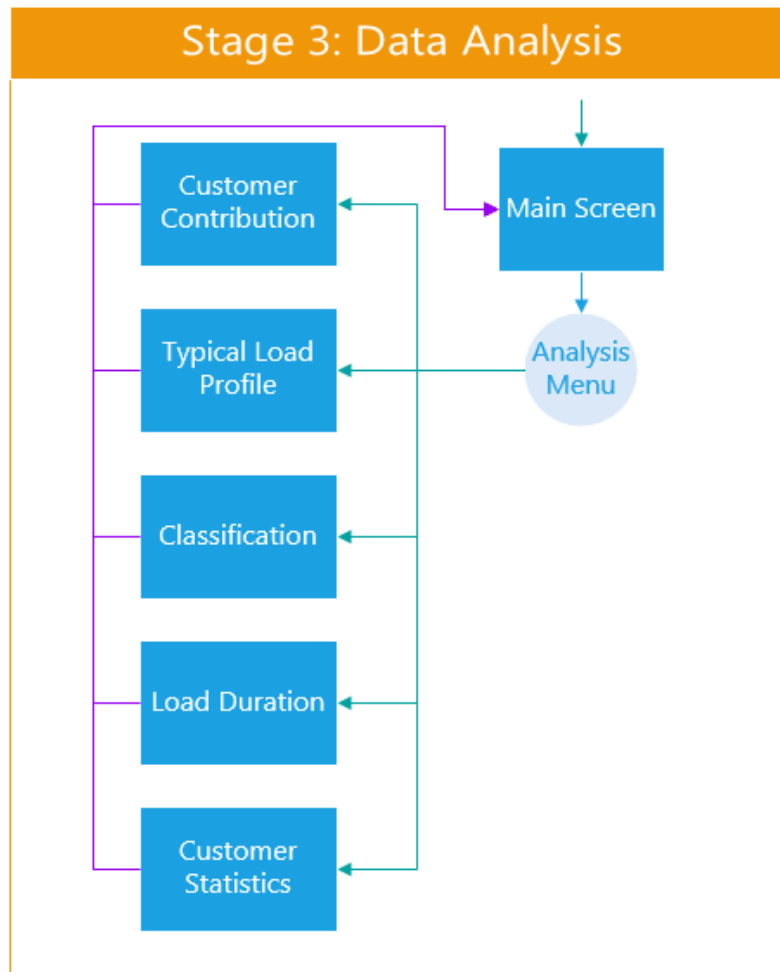 Stage 3: Data Analysis
Customer
Contribution
Main Screen
Typical Load
Profile
Analysis
Menu
Classification
Load Duration
Customer
Statistics